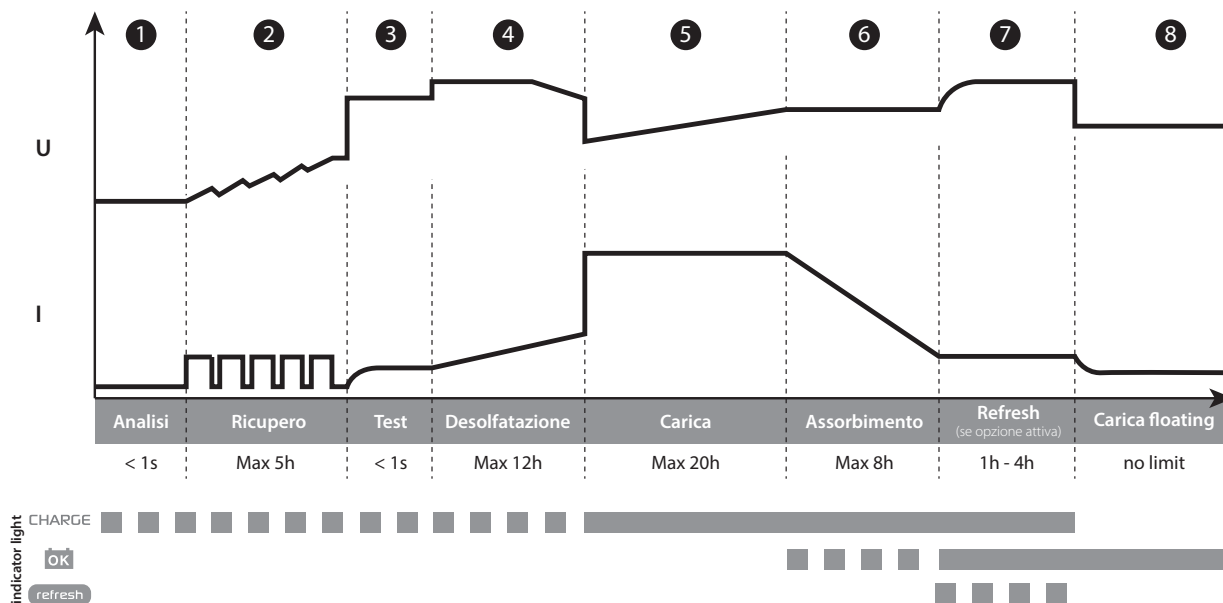 1 2 3 4 5 6 7 8
U
I
Analisi Ricupero Test Desolfatazione Carica Assorbimento Refresh Carica floating
(se opzione attiva)
< 1s Max 5h < 1s Max 12h Max 20h Max 8h 1h - 4h no limit
indicator light
CHARGE
OK
refresh